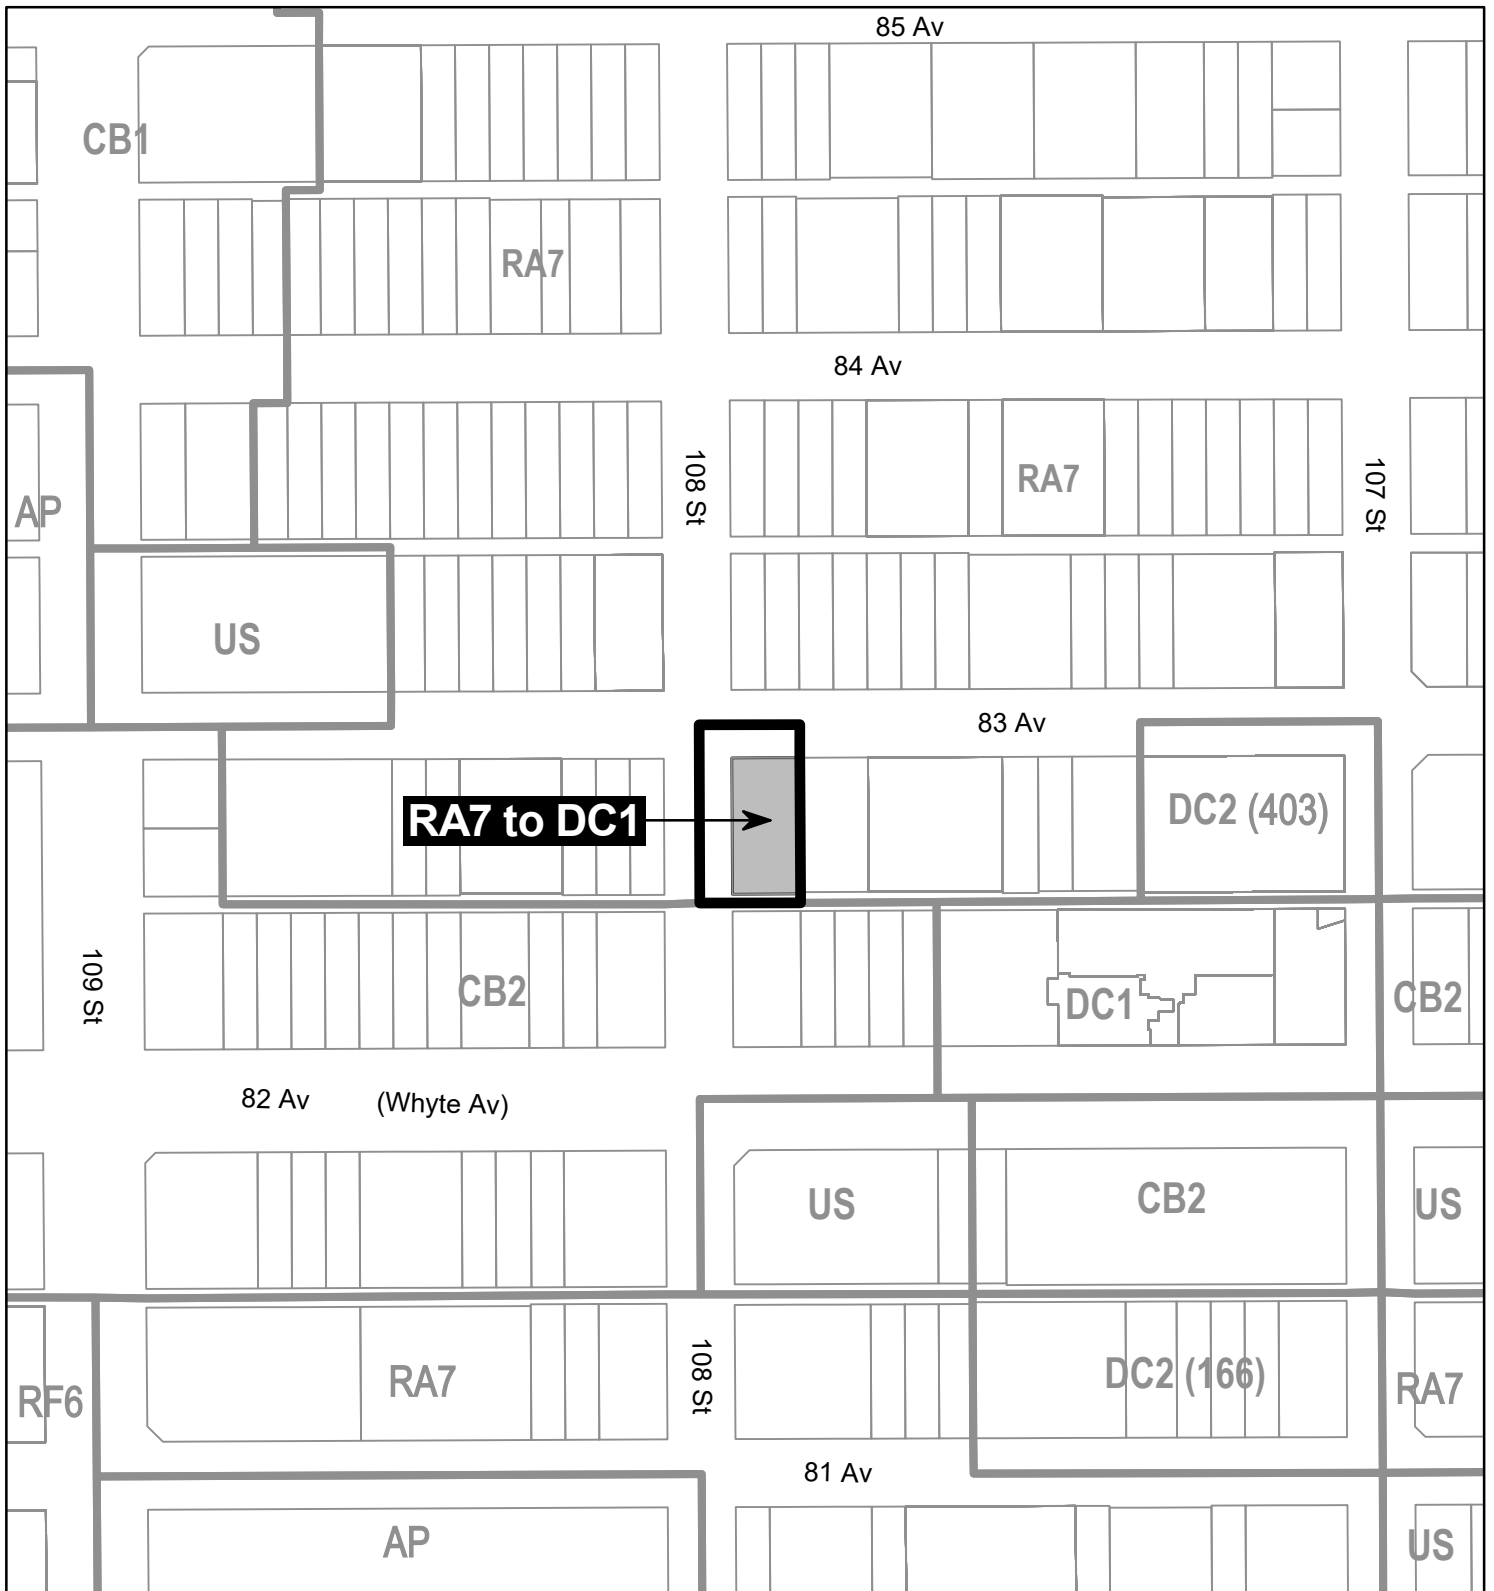 85 Av
CB1
RA7
84 Av
108 St
RA7
107 St
AP
US
83 Av
RA7 to DC1
DC2 (403)
109 St
CB2
DC1
CB2
82 Av
(Whyte Av)
US
CB2
US
108 St
RA7
DC2 (166)
RF6
RA7
81 Av
AP
US